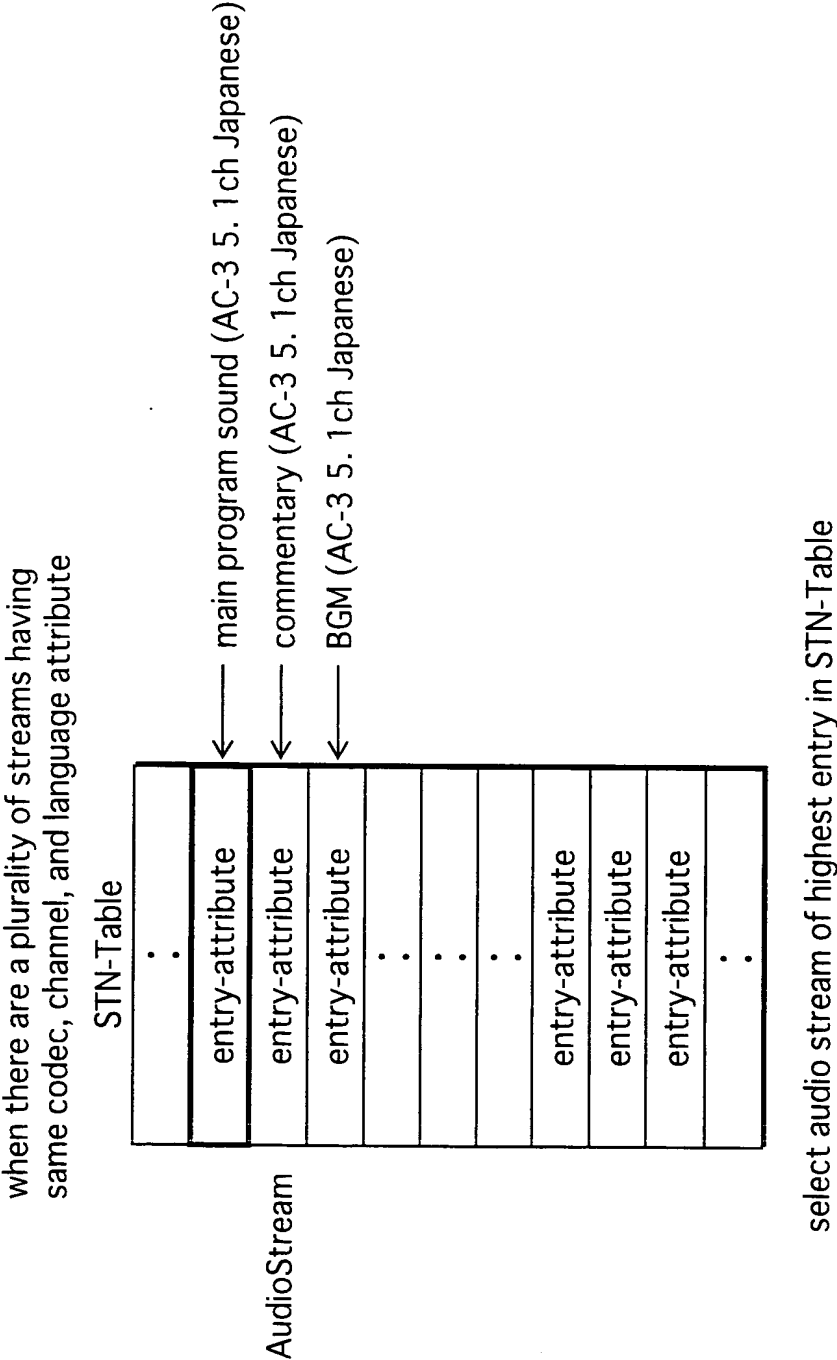 when there are a plurality of streams having
same codec, channel, and language attribute
STN-Table
entry-attribute
main program sound (AC-3 5. 1ch Japanese)
AudioStream
entry-attribute
commentary (AC-3 5. 1ch Japanese)
entry-attribute
BGM (AC-3 5. 1ch Japanese)
entry-attribute
entry-attribute
entry-attribute
select audio stream of highest entry in STN-Table